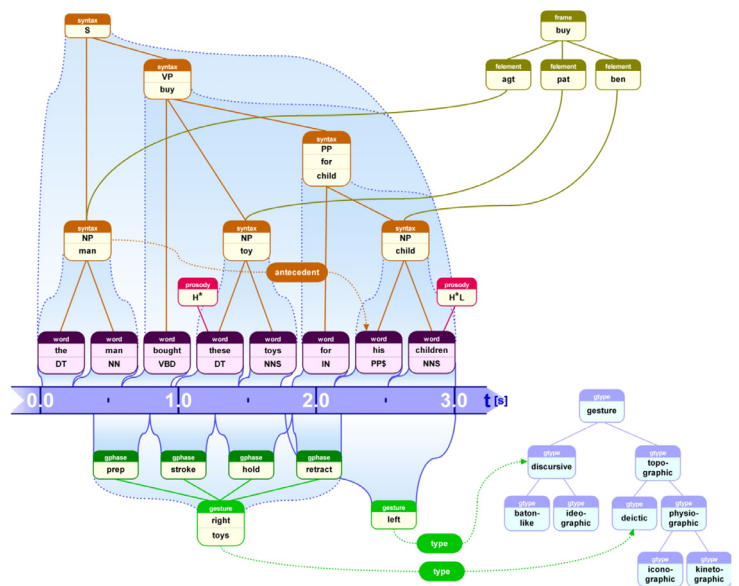 syntax
S
frame
buy
syntax
VP
buy
felement
agt
felement
pat
felement
ben
syntax
PP
for
child
syntax
NP
man
syntax
NP
toy
syntax
NP
child
antecedent
prosody
H*
prosody
H*L
word
the
DT
word
man
NN
word
bought
VBD
word
these
DT
word
toys
NNS
word
for
IN
word
his
PP$
word
children
NNS
0.0 1.0 2.0 3.0 t [s]
gtype
gesture
gphase
prep
gphase
stroke
gphase
hold
gphase
retract
gtype
discursive
gtype
topo-
graphic
gesture
right
toys
gesture
left
gtype
baton-
like
gtype
ideo-
graphic
gtype
deictic
gtype
physio-
graphic
type
type
gtype
icono-
graphic
gtype
kineto-
graphic